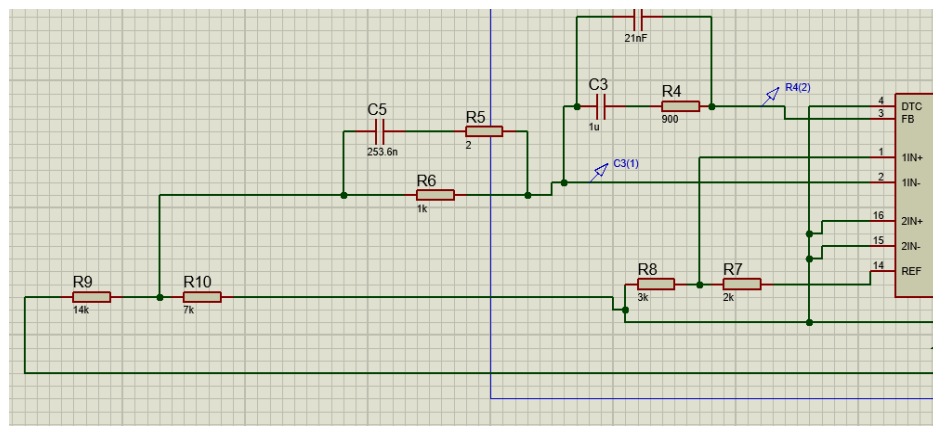 21nF
C3
1u
R4
900
R4(2)
4
DTC
3
FB
C5
253.6n
R5
2
1
1IN+
C3(1)
2
1IN-
R6
1k
16
2IN+
15
2IN-
14
REF
R8
3k
R7
2k
R9
14k
R10
7k